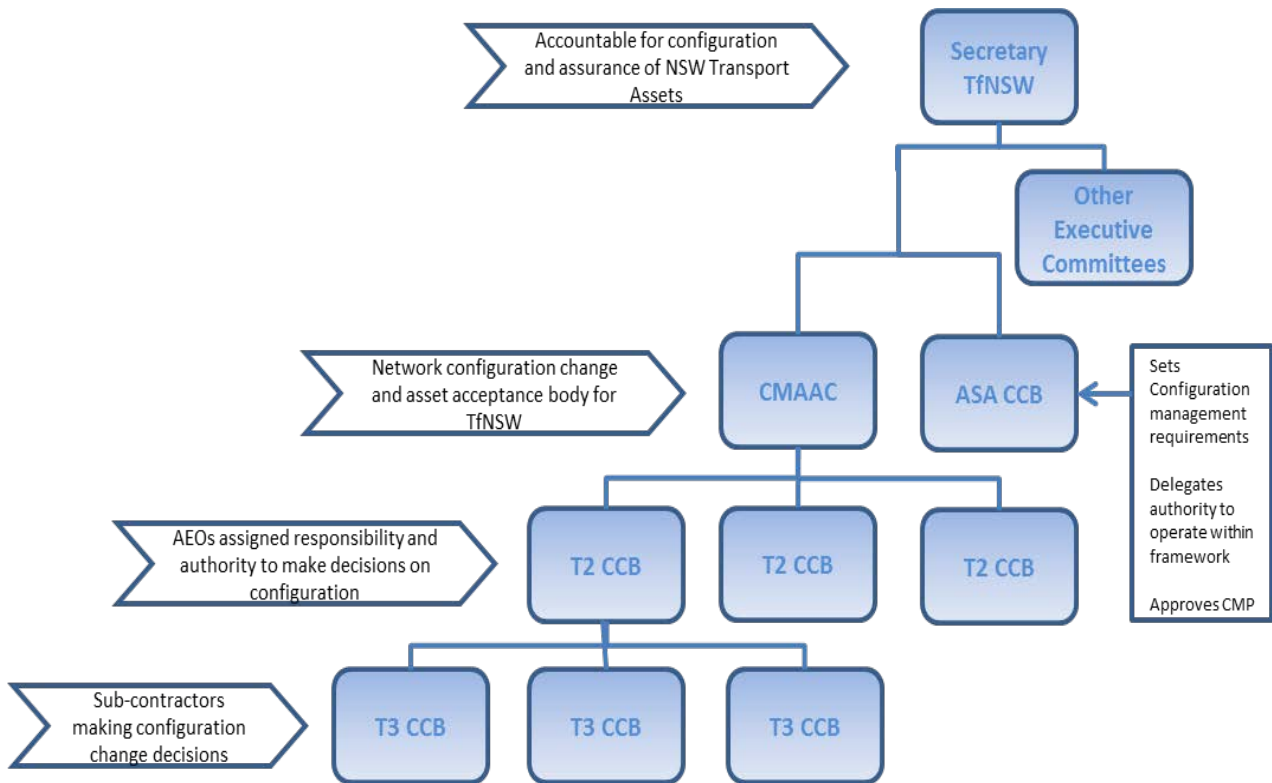 Accountable for configuration
and assurance of NSW Transport
Assets
Secretary
TfNSW
Other
Executive
Committees
Network configuration change
and asset acceptance body for
TfNSW
CMAAC
ASA CCB
Sets
Configuration
management
requirements
Delegates
authority to
operate within
framework
Approves CMP
AEOs assigned responsibility and
authority to make decisions on
configuration
T2 CCB
T2 CCB
T2 CCB
Sub-contractors
making configuration
change decisions
T3 CCB
T3 CCB
T3 CCB